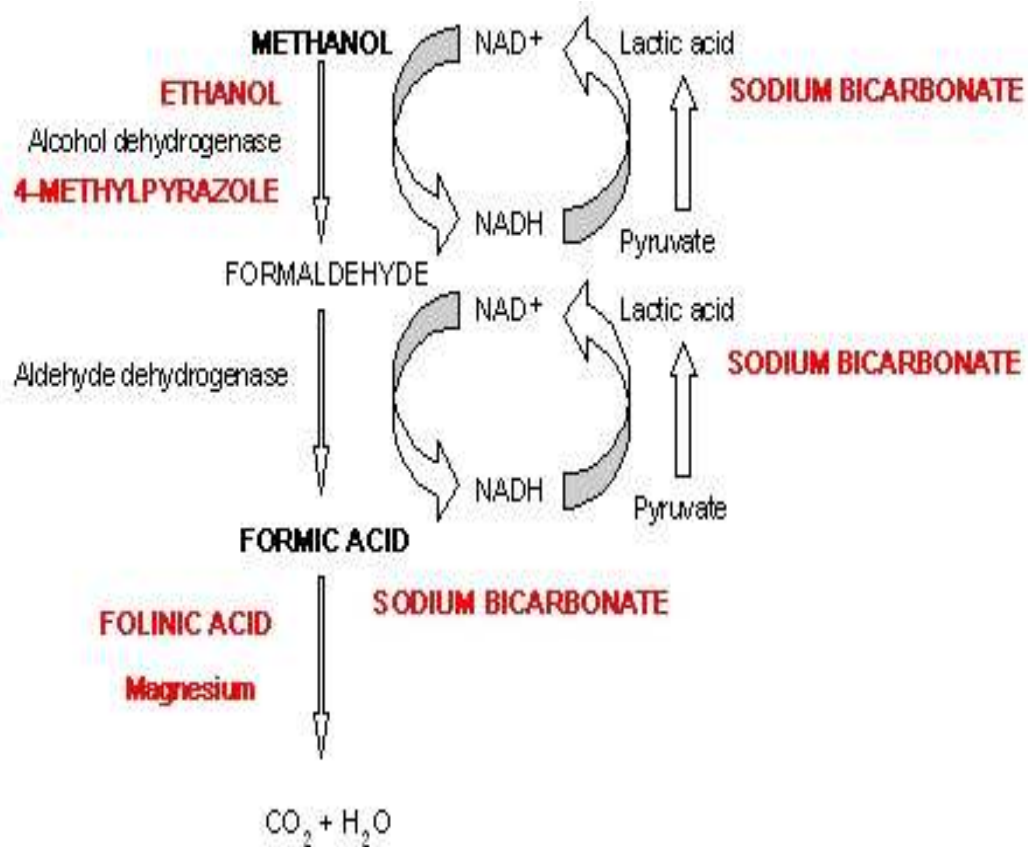 METHANOL
NAD+
Lactic acid
ETHANOL
SODIUM BICARBONATE
Alcohol dehydrogenase
4-METHYLPYRAZOLE
NADH
Pyruvate
FORMALDEHYDE
NAD+
Lactic acid
SODIUM BICARBONATE
Aldehyde dehydrogenase
NADH
Pyruvate
FORMIC ACID
SODIUM BICARBONATE
FOLINIC ACID
Magnesium
CO2 + H2O